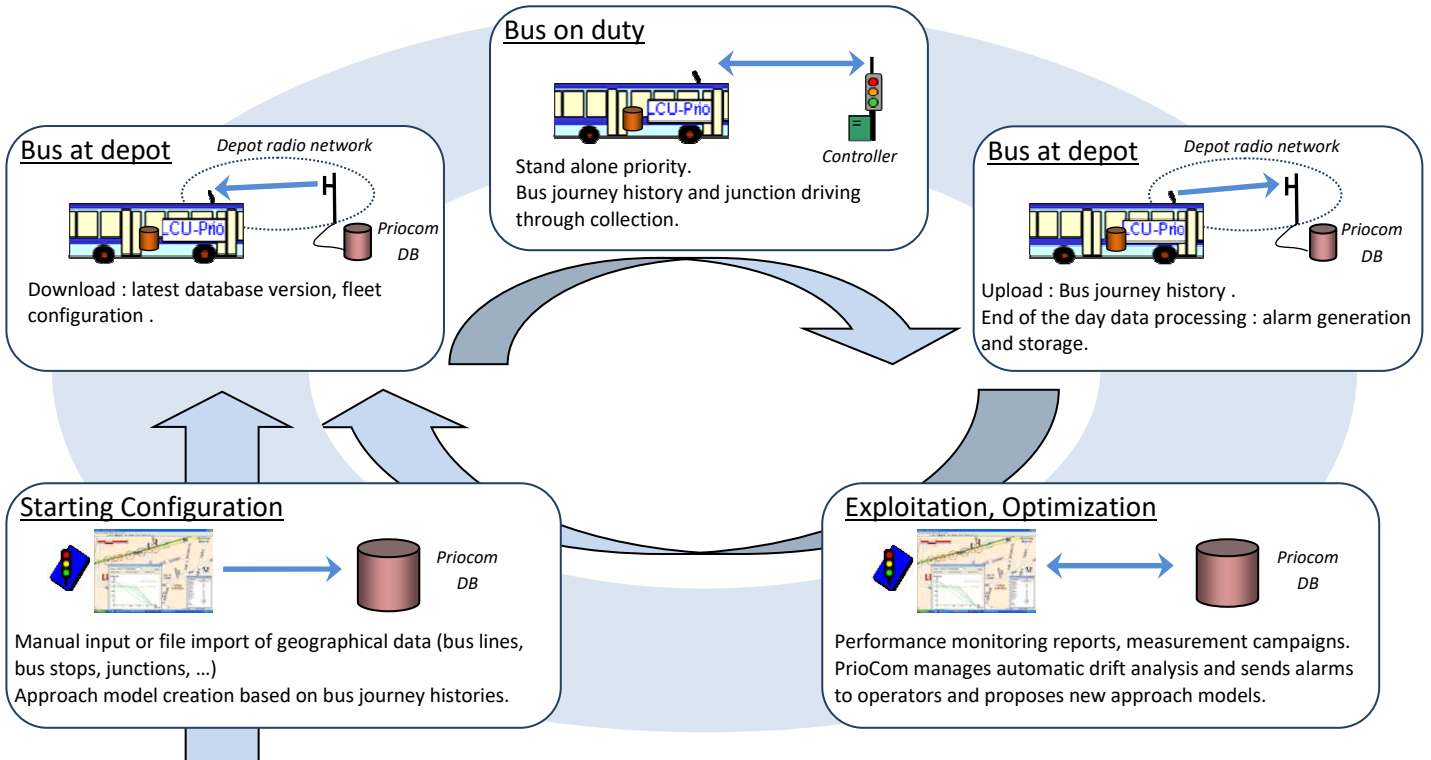 Bus on duty
LCU-Prio
Controller
Stand alone priority.
Bus journey history and junction driving
through collection.
Bus at depot
Depot radio network
LCU-Prio
Priocom
DB
Download : latest database version, fleet
configuration .
Bus at depot
Depot radio network
LCU-Prio
Priocom
DB
Upload : Bus journey history .
End of the day data processing : alarm generation
and storage.
Starting Configuration
Priocom
DB
Manual input or file import of geographical data (bus lines,
bus stops, junctions, ...)
Approach model creation based on bus journey histories.
Exploitation, Optimization
Priocom
DB
Performance monitoring reports, measurement campaigns.
PrioCom manages automatic drift analysis and sends alarms
to operators and proposes new approach models.